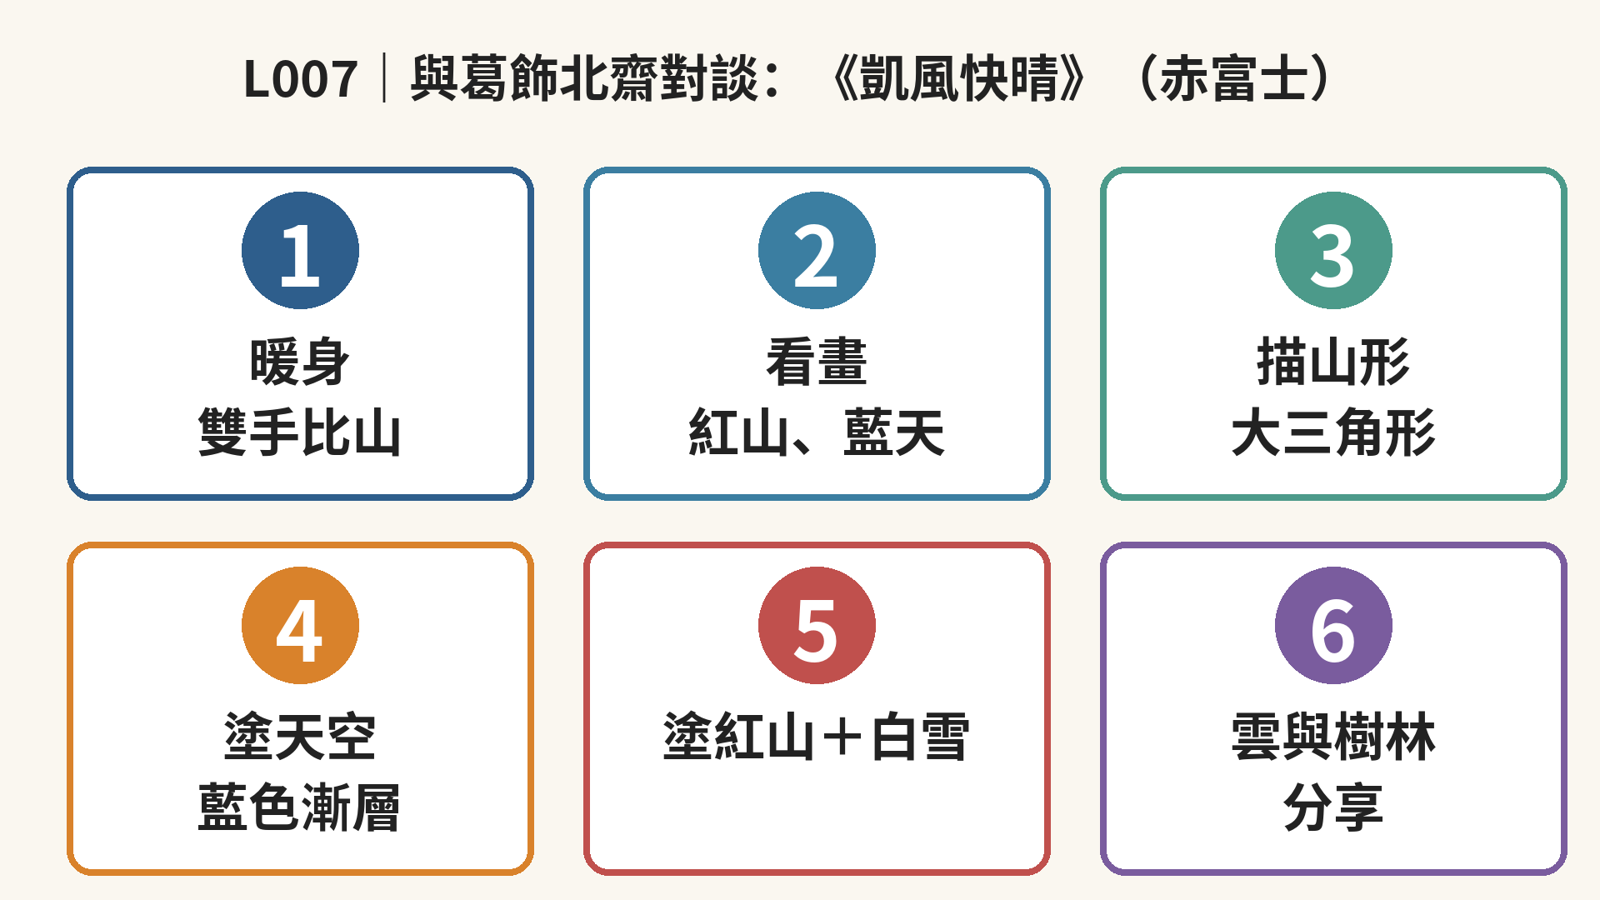 L007｜與葛飾北齋對談：《凱風快晴》（赤富士）
1
暖身
雙手比山
2
看畫
紅山、藍天
3
描山形
大三角形
4
塗天空
藍色漸層
5
塗紅山＋白雪
6
雲與樹林
分享